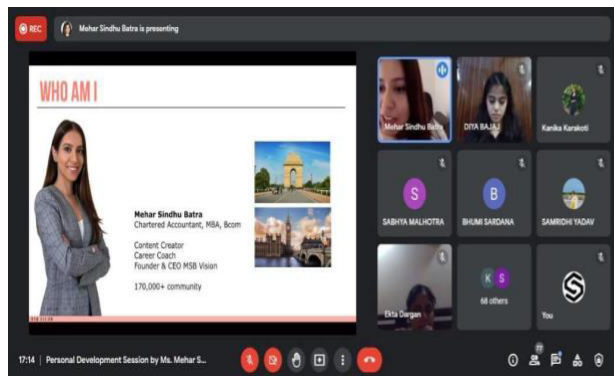 REC
Mehar Sindhu Batra is presenting
WHO AM I
Mehar Sindhu Batra
Chartered Accountant, MBA, Bcom
Content Creator
Career Coach
Founder & CEO MSB Vision
170,000+ community
Mehar Sindhu Batra
DIYA BAJAJ
Kanika Karakoti
S
SABHYA MALHOTRA
B
BHUMI SARDANA
SAMRIDHI YADAV
Ekta Dargan
K S
68 others
S
You
17:14 | Personal Development Session by Ms. Mehar S...
77